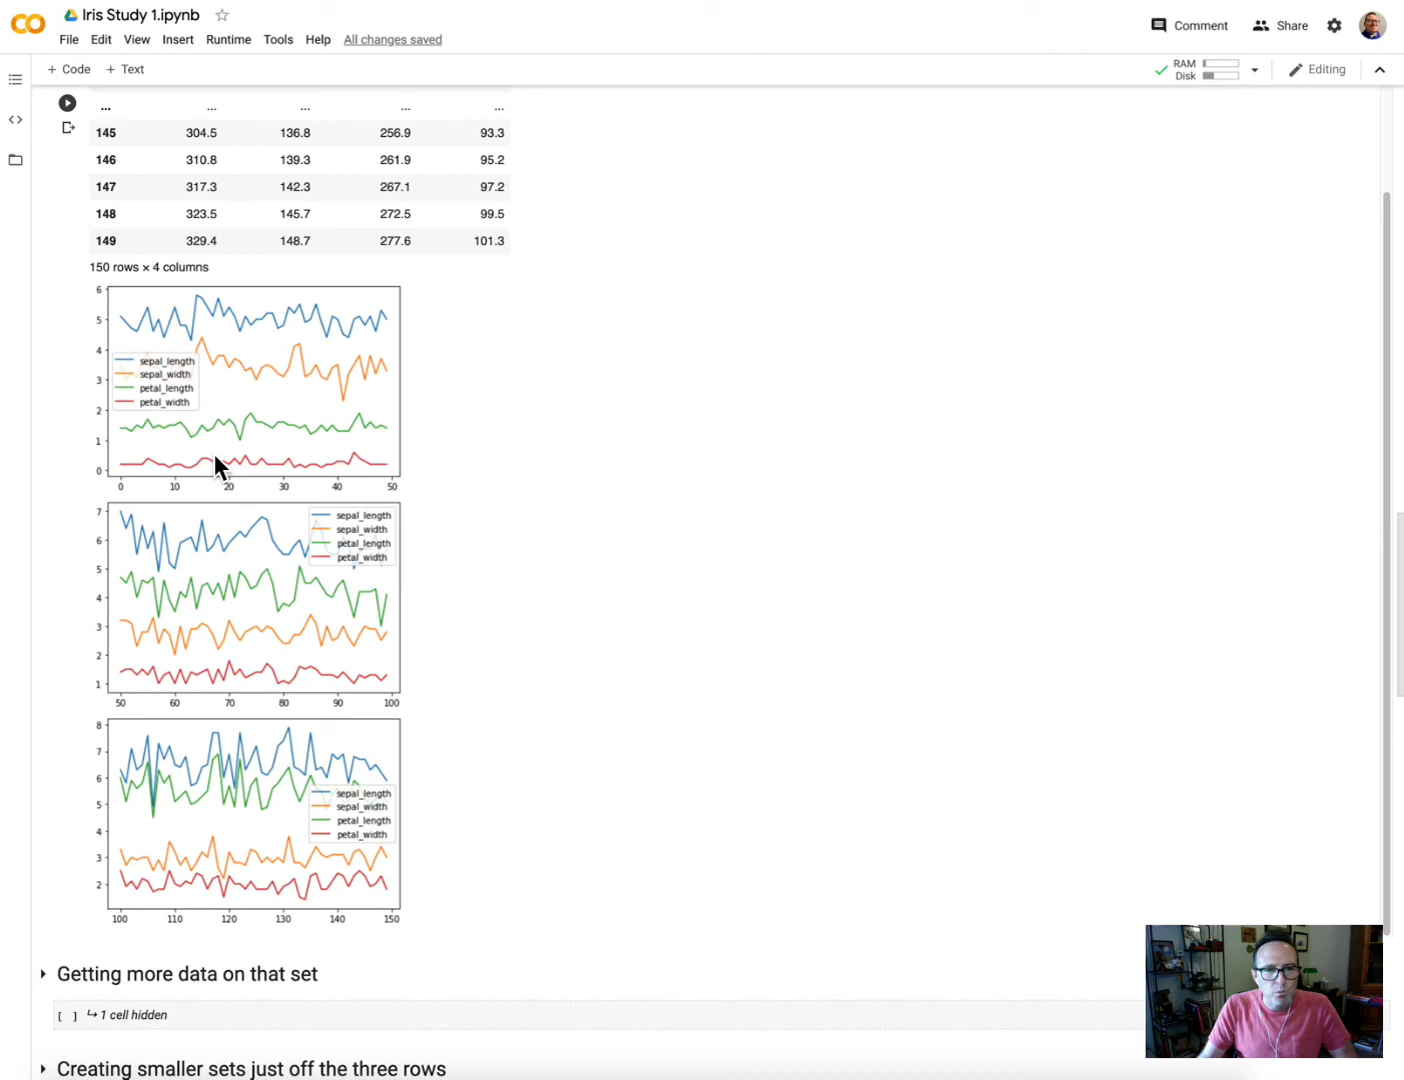 CO
Iris Study 1.ipynb
File Edit View Insert Runtime Tools Help All changes saved
Comment Share
+ Code + Text
RAM
Disk
Editing
... ... ... ... ...
145 304.5 136.8 256.9 93.3
146 310.8 139.3 261.9 95.2
147 317.3 142.3 267.1 97.2
148 323.5 145.7 272.5 99.5
149 329.4 148.7 277.6 101.3
150 rows × 4 columns
6
5
4
3
2
1
0
sepal_length
sepal_width
petal_length
petal_width
0 10 20 30 40 50
7
6
5
4
3
2
1
sepal_length
sepal_width
petal_length
petal_width
50 60 70 80 90 100
8
7
6
5
4
3
2
sepal_length
sepal_width
petal_length
petal_width
100 110 120 130 140 150
Getting more data on that set
[ ] ↳ 1 cell hidden
Creating smaller sets just off the three rows